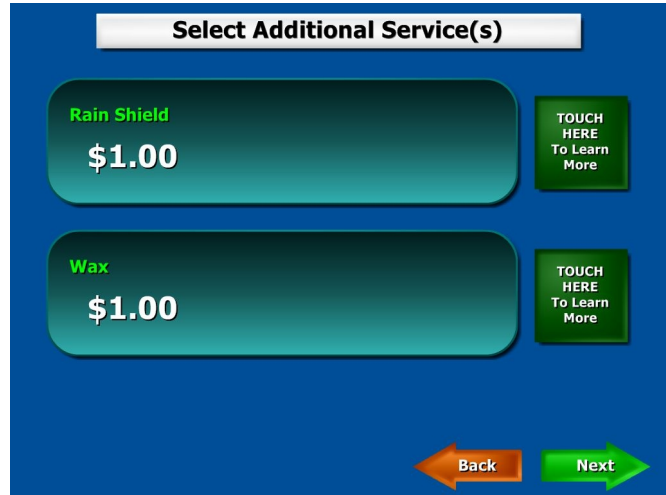 Select Additional Service(s)
Rain Shield
$1.00
TOUCH
HERE
To Learn
More
Wax
$1.00
TOUCH
HERE
To Learn
More
Back
Next